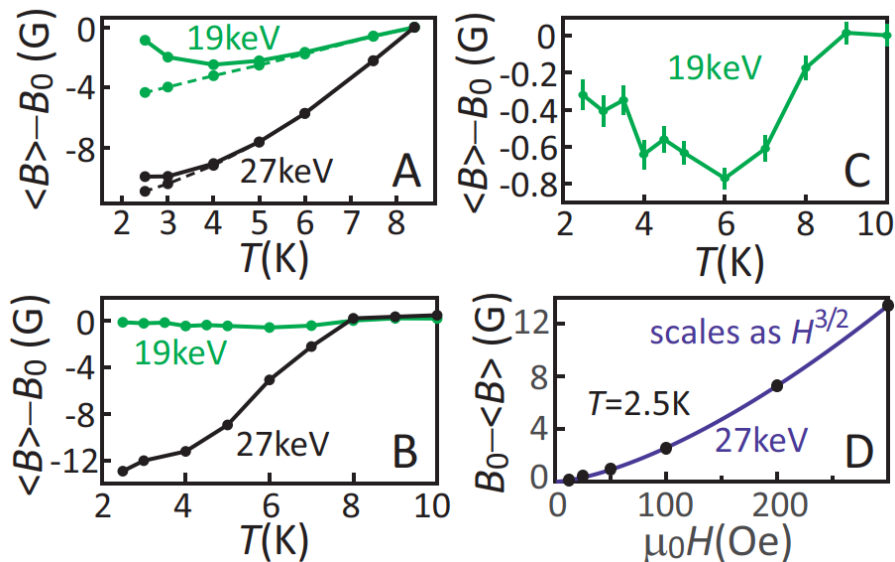 <B>−B₀ (G)
0
-4
-8
19keV
27keV
A
2 3 4 5 6 7 8
T(K)
<B>−B₀ (G)
0
-0.2
-0.4
-0.6
-0.8
19keV
C
2 4 6 8 10
T(K)
<B>−B₀ (G)
0
-4
-8
-12
19keV
27keV
B
2 4 6 8 10
T(K)
B₀−<B> (G)
12
8
4
0
scales as H^3/2
T=2.5K
27keV
D
0 100 200
μ₀H(Oe)